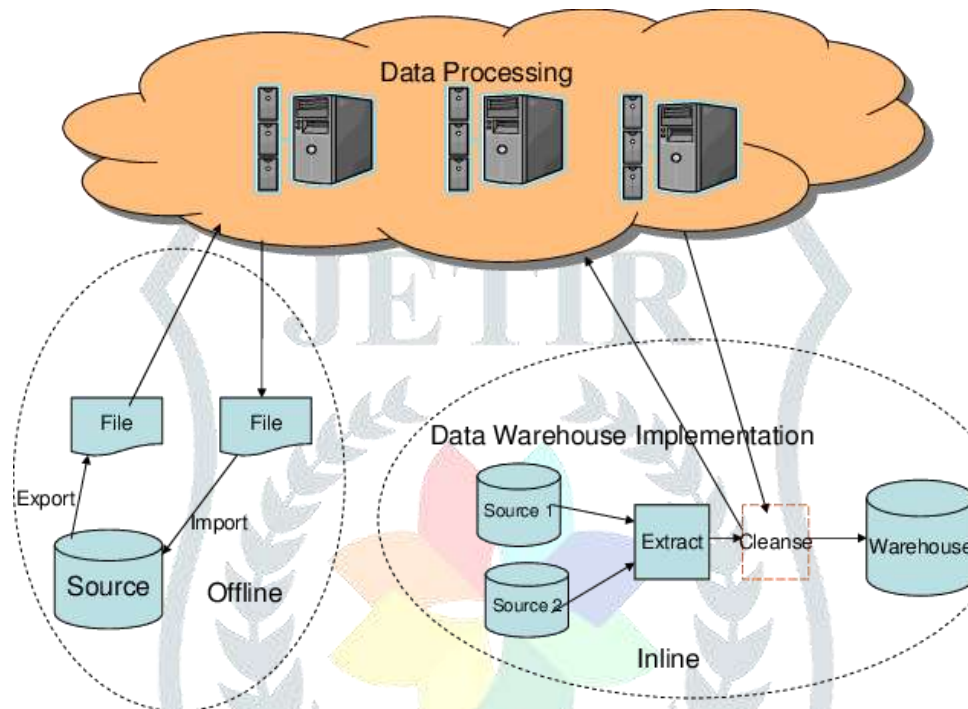 Data Processing
JETIR
File
File
Export
Import
Source
Offline
Data Warehouse Implementation
Source 1
Source 2
Extract
Cleanse
Warehouse
Inline